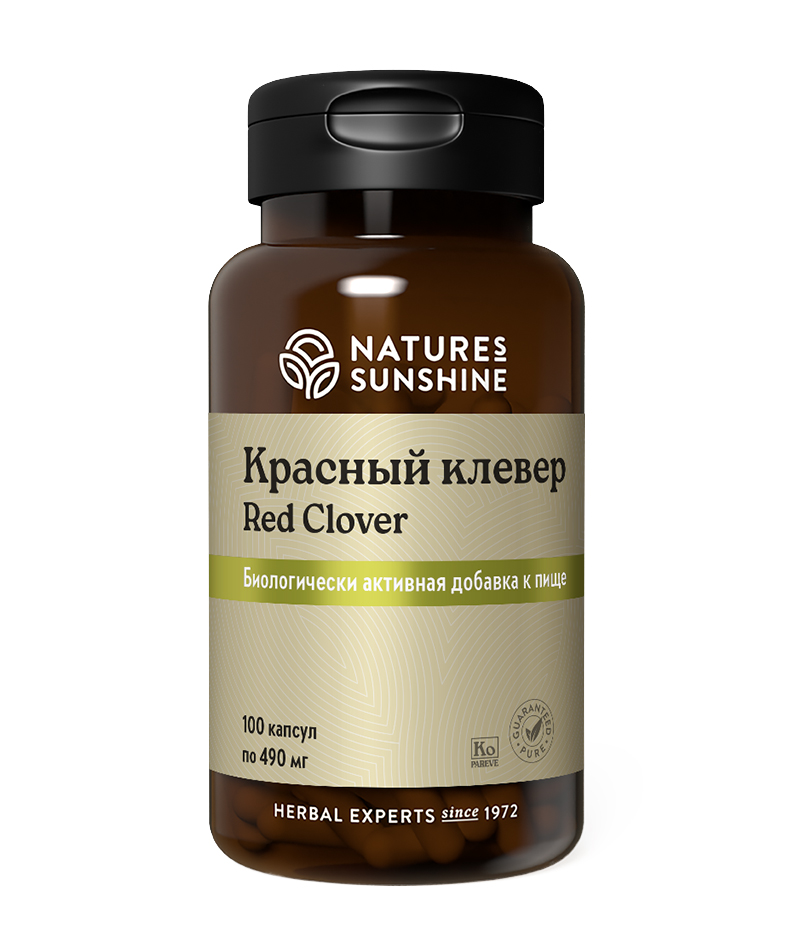 NATURES
SUNSHINE
Красный клевер
Red Clover
Биологически активная добавка к пище
100 капсул
по 490 мг
Ko
PAREVE
GUARANTEED
PURE
HERBAL EXPERTS since 1972